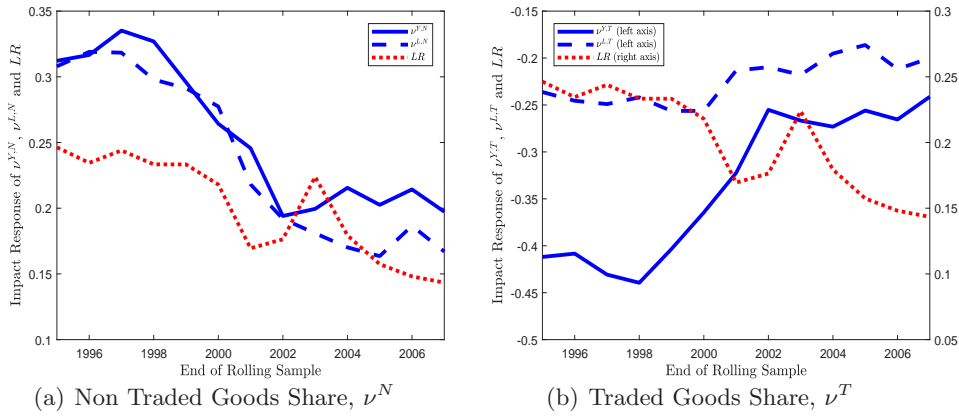 0.35
0.3
0.25
0.2
0.15
0.1
Impact Response of ν^{Y,N}, ν^{L,N} and LR
ν^{Y,N}
ν^{L,N}
LR
1996 1998 2000 2002 2004 2006
End of Rolling Sample
(a) Non Traded Goods Share, ν^N
-0.15
-0.2
-0.25
-0.3
-0.35
-0.4
-0.45
-0.5
Impact Response of ν^{Y,T}, ν^{L,T} and LR
ν^{Y,T} (left axis)
ν^{L,T} (left axis)
LR (right axis)
0.3
0.25
0.2
0.15
0.1
0.05
1996 1998 2000 2002 2004 2006
End of Rolling Sample
(b) Traded Goods Share, ν^T